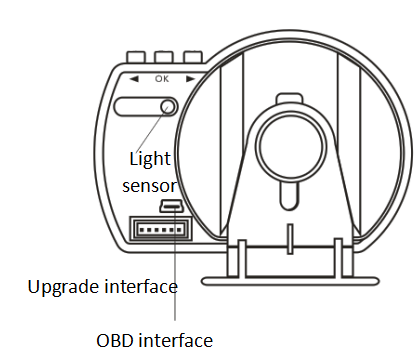 ◄ OK ►
Light
sensor
Upgrade interface
OBD interface